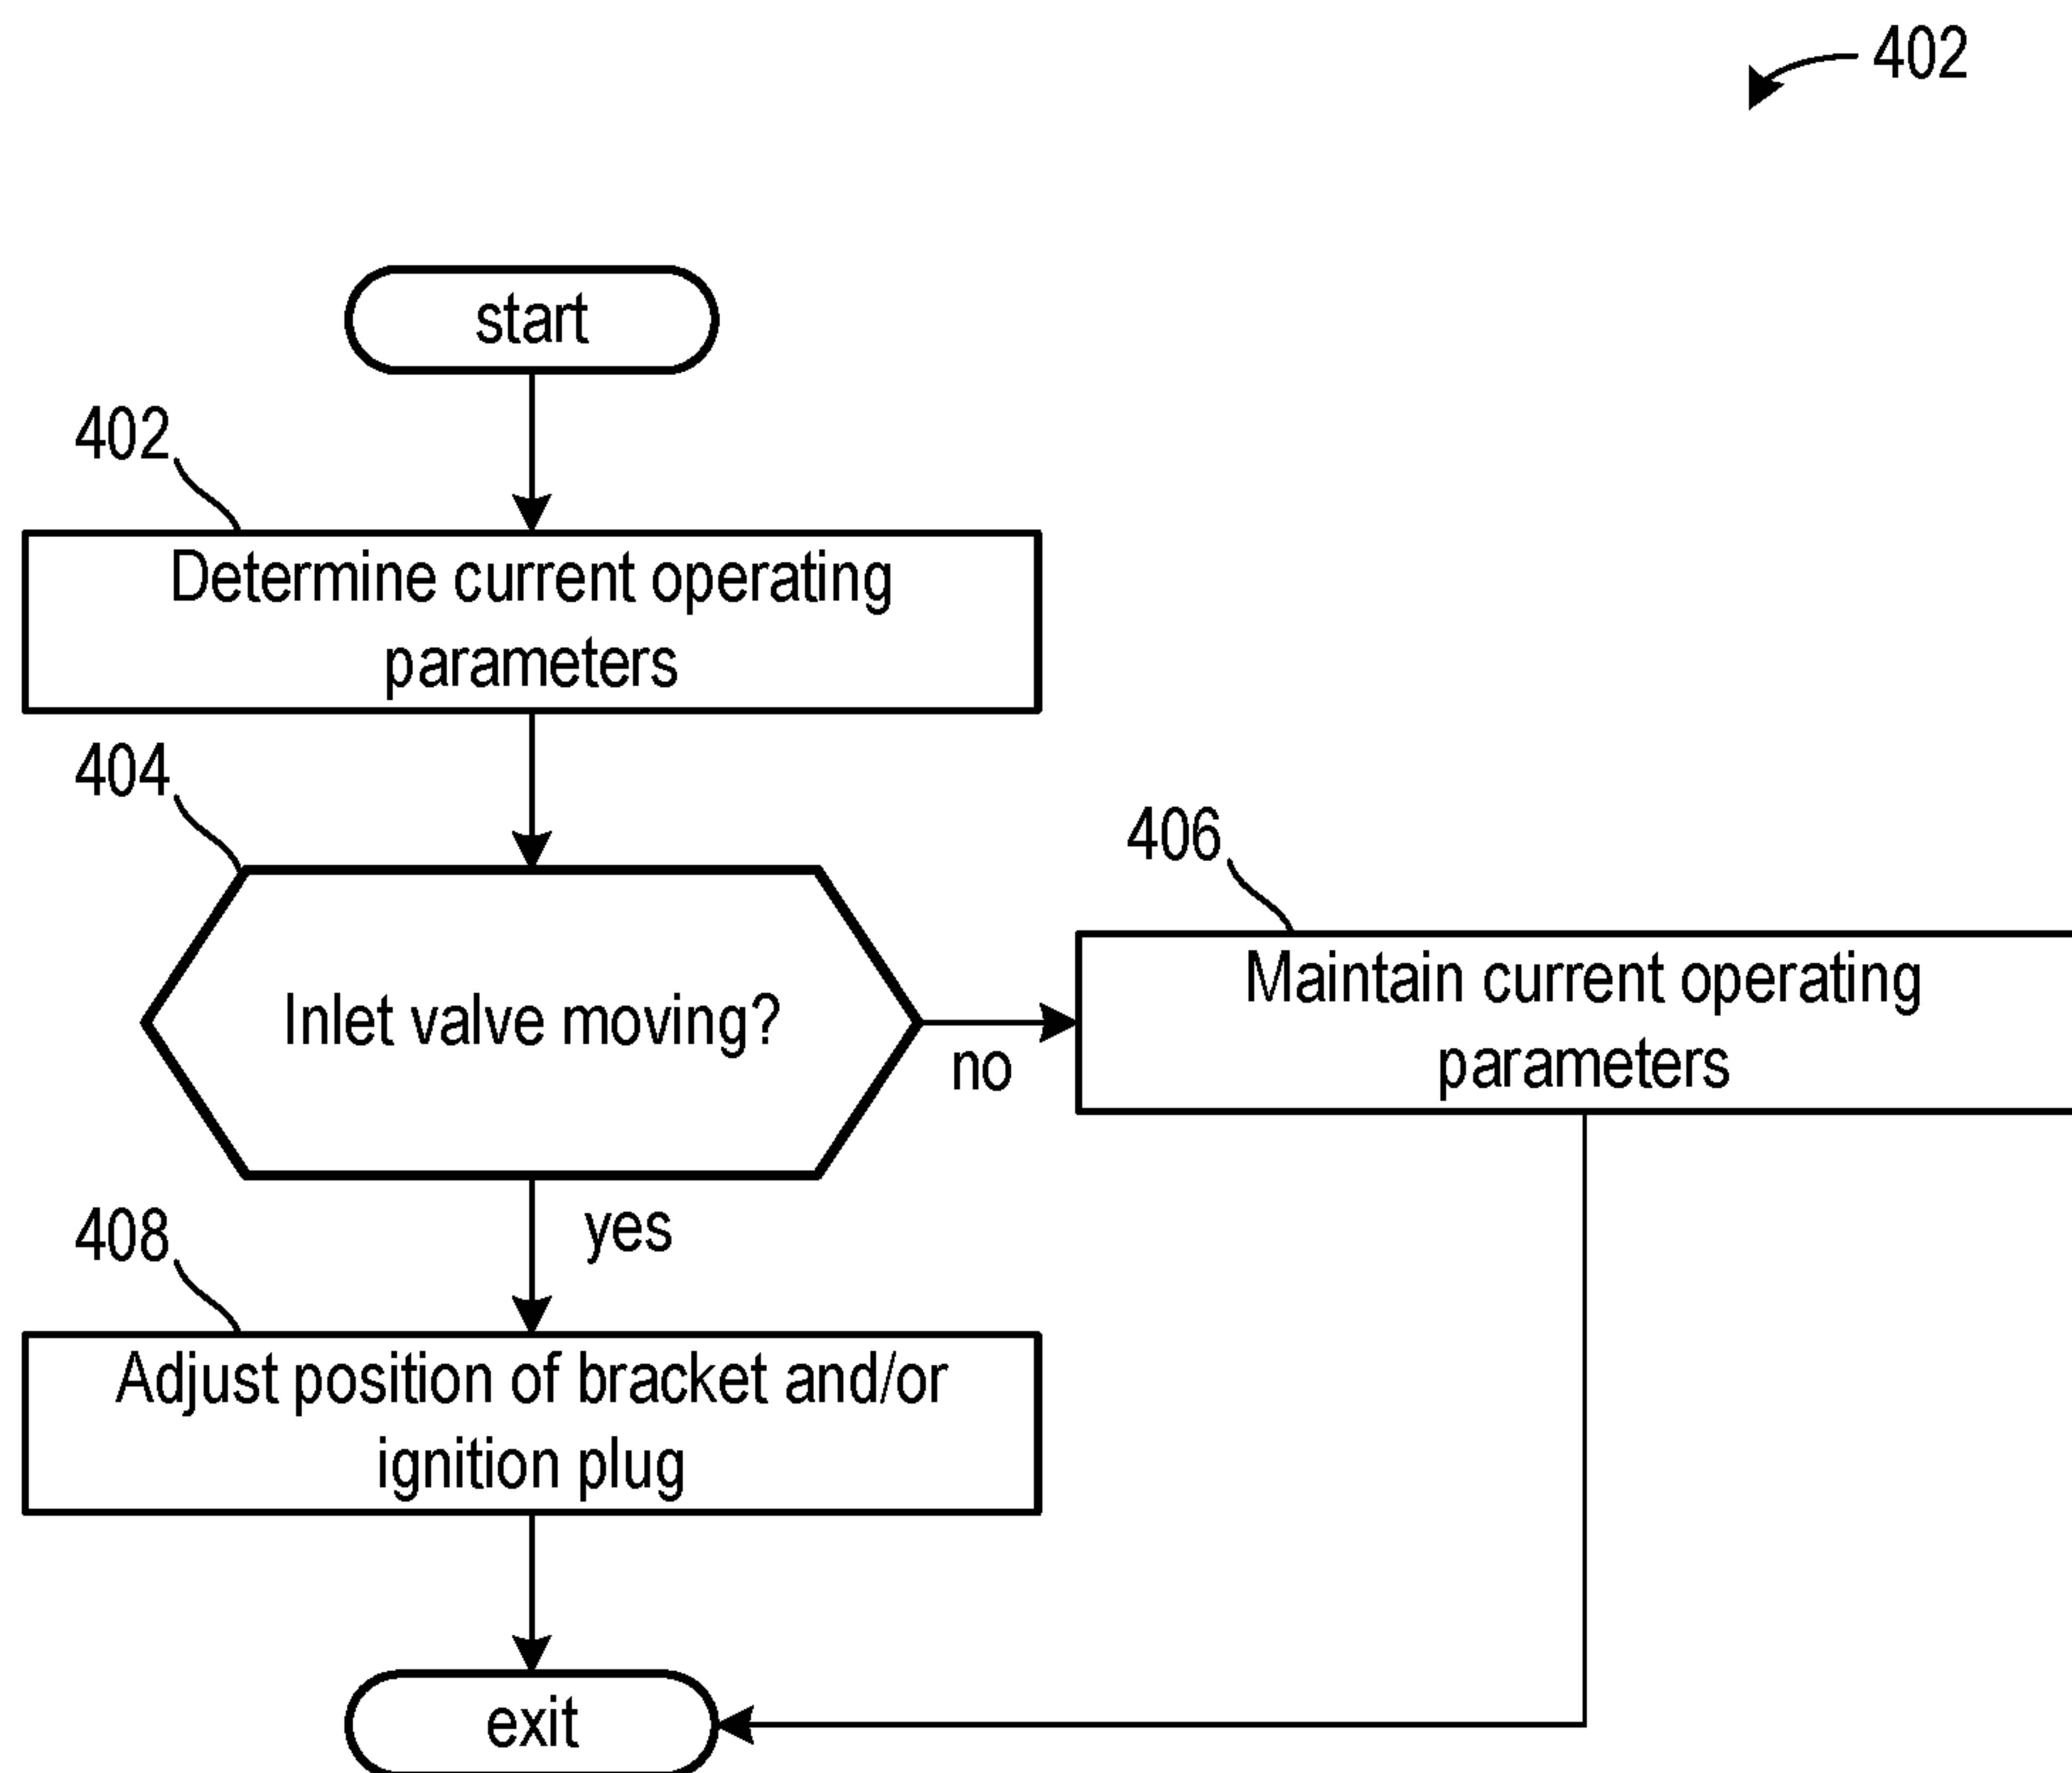 402
start
402
Determine current operating
parameters
404
Inlet valve moving?
no
406
Maintain current operating
parameters
yes
408
Adjust position of bracket and/or
ignition plug
exit